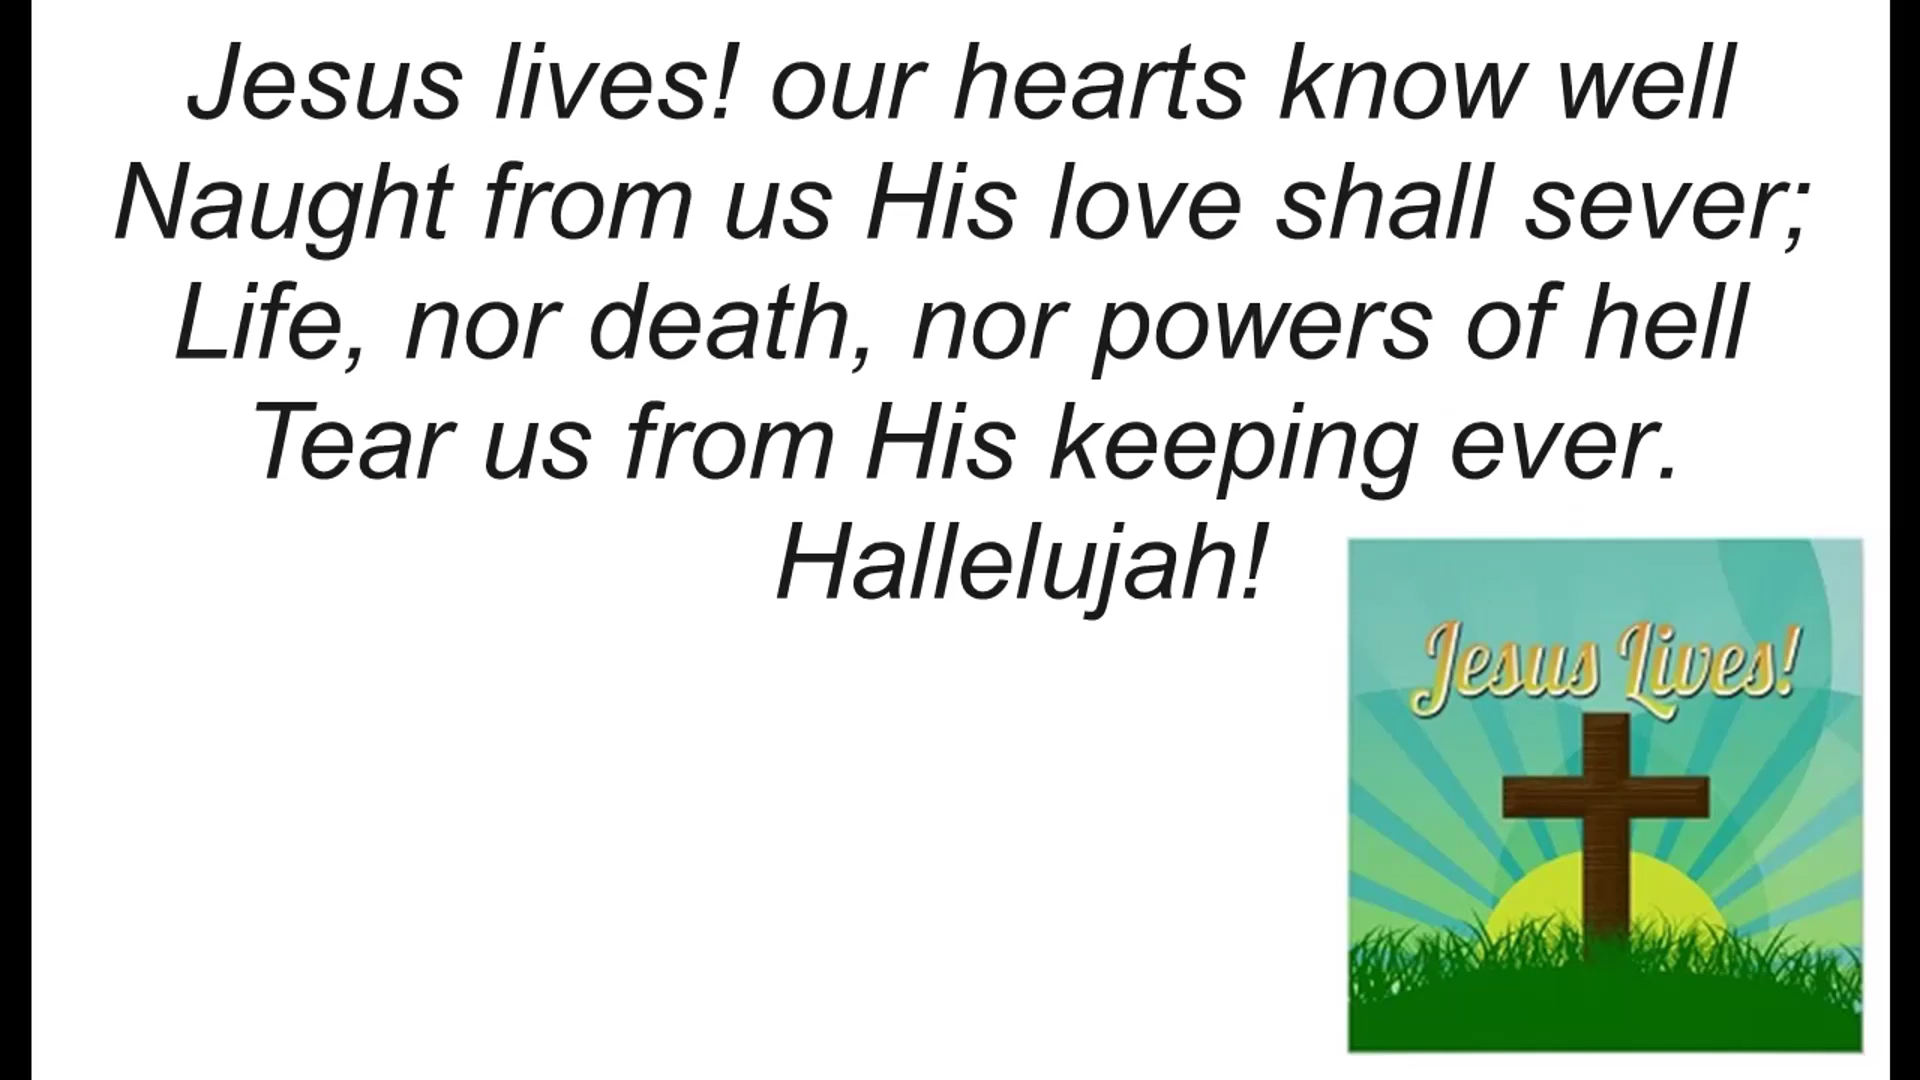 Jesus lives! our hearts know well
Naught from us His love shall sever;
Life, nor death, nor powers of hell
Tear us from His keeping ever.
Hallelujah!
Jesus Lives!